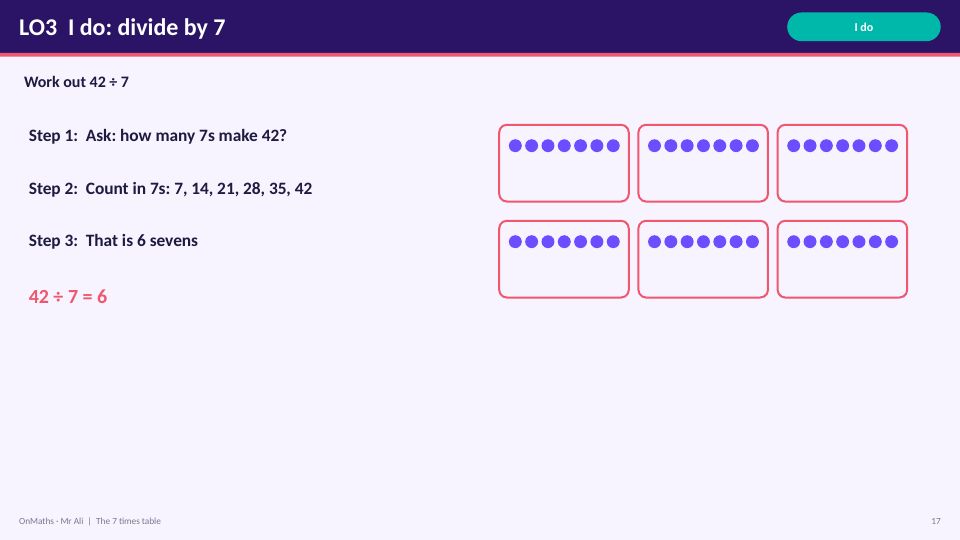 LO3 I do: divide by 7
I do
Work out 42 ÷ 7
Step 1: Ask: how many 7s make 42?
Step 2: Count in 7s: 7, 14, 21, 28, 35, 42
Step 3: That is 6 sevens
42 ÷ 7 = 6
OnMaths - Mr Ali | The 7 times table
17